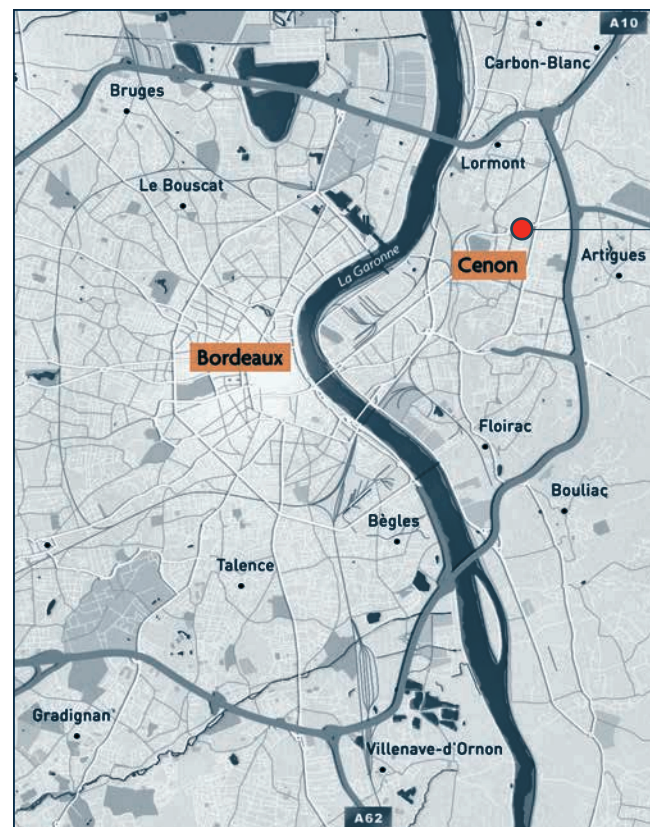 A10
Carbon-Blanc
Bruges
Lormont
Le Bouscat
La Garonne
Cenon
Artigues
Bordeaux
Floirac
Bouliac
Bègles
Talence
Gradignan
Villenave-d'Ornon
A62